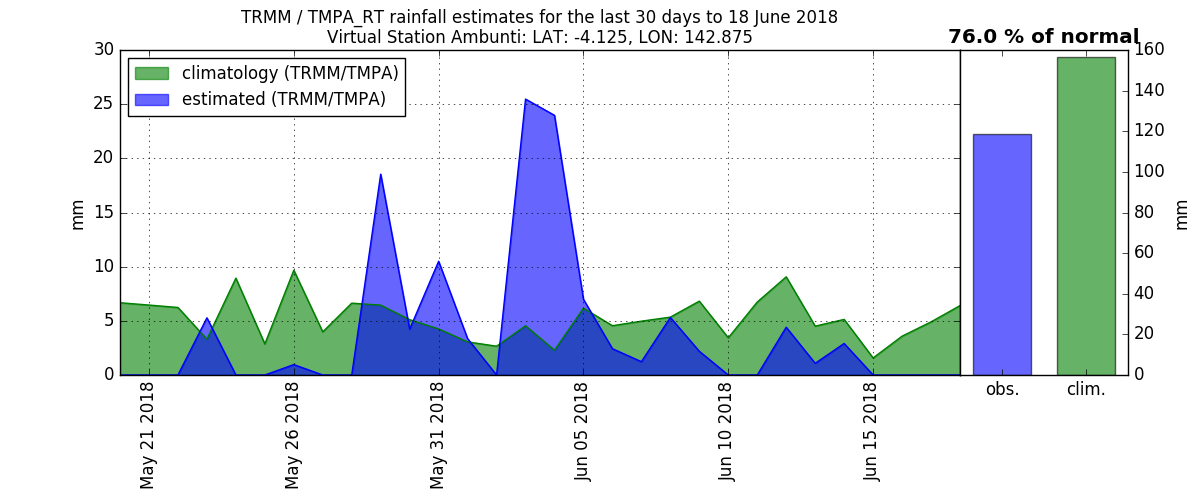 TRMM / TMPA_RT rainfall estimates for the last 30 days to 18 June 2018
Virtual Station Ambunti: LAT: -4.125, LON: 142.875
76.0 % of normal
climatology (TRMM/TMPA)
estimated (TRMM/TMPA)
30
25
20
15
10
5
0
mm
May 21 2018
May 26 2018
May 31 2018
Jun 05 2018
Jun 10 2018
Jun 15 2018
160
140
120
100
80
60
40
20
0
mm
obs.
clim.